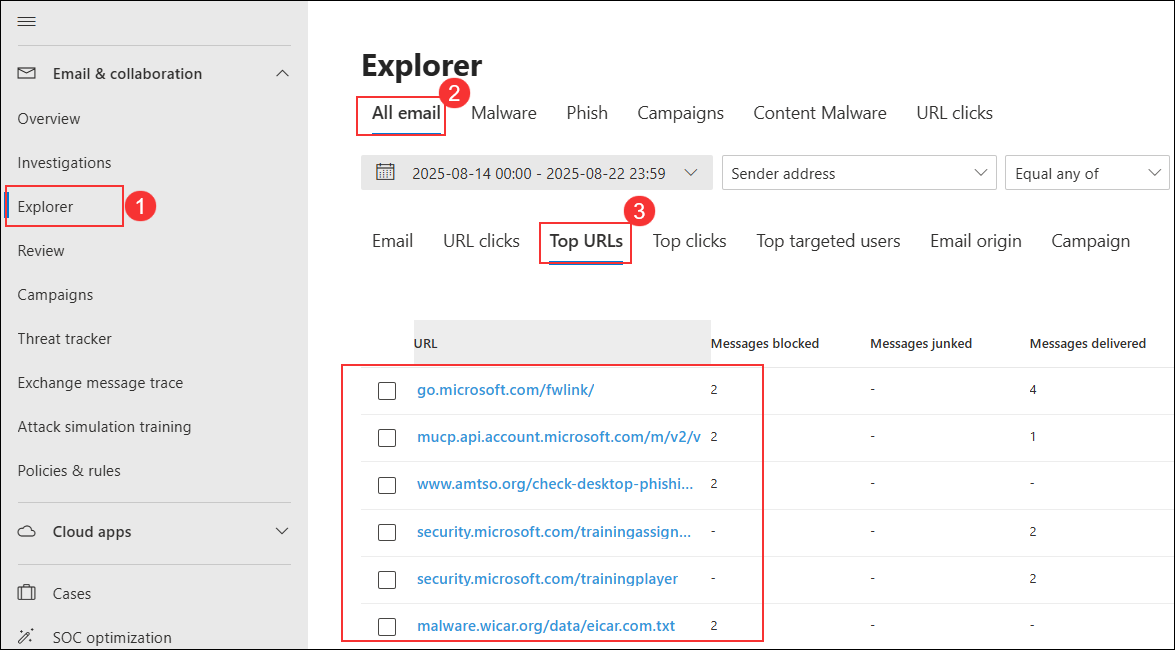 Email & collaboration
Overview
Investigations
Explorer 1
Review
Campaigns
Threat tracker
Exchange message trace
Attack simulation training
Policies & rules
Cloud apps
Cases
SOC optimization
Explorer
2
All email Malware Phish Campaigns Content Malware URL clicks
2025-08-14 00:00 - 2025-08-22 23:59 Sender address Equal any of
3
Email URL clicks Top URLs Top clicks Top targeted users Email origin Campaign
URL Messages blocked Messages junked Messages delivered
go.microsoft.com/fwlink/ 2 - 4
mucp.api.account.microsoft.com/m/v2/v 2 - 1
www.amtso.org/check-desktop-phishi... 2 - -
security.microsoft.com/trainingassign... - - 2
security.microsoft.com/trainingplayer - - 2
malware.wicar.org/data/eicar.com.txt 2 - -